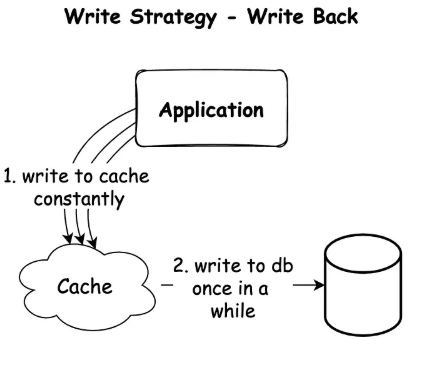 Write Strategy - Write Back
Application
1. write to cache
constantly
Cache
2. write to db
once in a
while